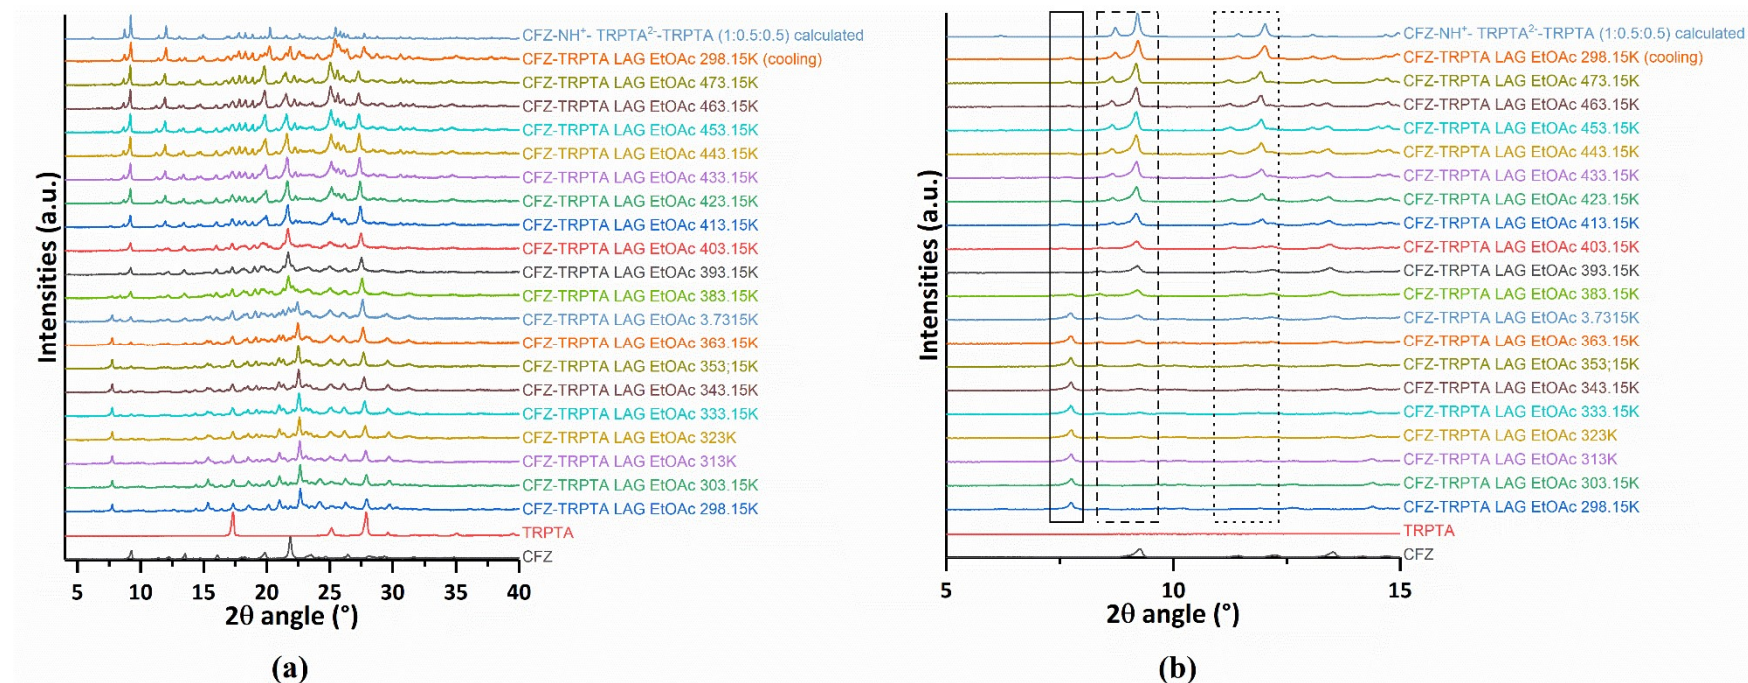 Intensities (a.u.)
CFZ-NH⁺- TRPTA²⁻-TRPTA (1:0.5:0.5) calculated
CFZ-TRPTA LAG EtOAc 298.15K (cooling)
CFZ-TRPTA LAG EtOAc 473.15K
CFZ-TRPTA LAG EtOAc 463.15K
CFZ-TRPTA LAG EtOAc 453.15K
CFZ-TRPTA LAG EtOAc 443.15K
CFZ-TRPTA LAG EtOAc 433.15K
CFZ-TRPTA LAG EtOAc 423.15K
CFZ-TRPTA LAG EtOAc 413.15K
CFZ-TRPTA LAG EtOAc 403.15K
CFZ-TRPTA LAG EtOAc 393.15K
CFZ-TRPTA LAG EtOAc 383.15K
CFZ-TRPTA LAG EtOAc 3.7315K
CFZ-TRPTA LAG EtOAc 363.15K
CFZ-TRPTA LAG EtOAc 353;15K
CFZ-TRPTA LAG EtOAc 343.15K
CFZ-TRPTA LAG EtOAc 333.15K
CFZ-TRPTA LAG EtOAc 323K
CFZ-TRPTA LAG EtOAc 313K
CFZ-TRPTA LAG EtOAc 303.15K
CFZ-TRPTA LAG EtOAc 298.15K
TRPTA
CFZ
5 10 15 20 25 30 35 40
2θ angle (°)
(a)
Intensities (a.u.)
CFZ-NH⁺- TRPTA²⁻-TRPTA (1:0.5:0.5) calculated
CFZ-TRPTA LAG EtOAc 298.15K (cooling)
CFZ-TRPTA LAG EtOAc 473.15K
CFZ-TRPTA LAG EtOAc 463.15K
CFZ-TRPTA LAG EtOAc 453.15K
CFZ-TRPTA LAG EtOAc 443.15K
CFZ-TRPTA LAG EtOAc 433.15K
CFZ-TRPTA LAG EtOAc 423.15K
CFZ-TRPTA LAG EtOAc 413.15K
CFZ-TRPTA LAG EtOAc 403.15K
CFZ-TRPTA LAG EtOAc 393.15K
CFZ-TRPTA LAG EtOAc 383.15K
CFZ-TRPTA LAG EtOAc 3.7315K
CFZ-TRPTA LAG EtOAc 363.15K
CFZ-TRPTA LAG EtOAc 353;15K
CFZ-TRPTA LAG EtOAc 343.15K
CFZ-TRPTA LAG EtOAc 333.15K
CFZ-TRPTA LAG EtOAc 323K
CFZ-TRPTA LAG EtOAc 313K
CFZ-TRPTA LAG EtOAc 303.15K
CFZ-TRPTA LAG EtOAc 298.15K
TRPTA
CFZ
5 10 15
2θ angle (°)
(b)